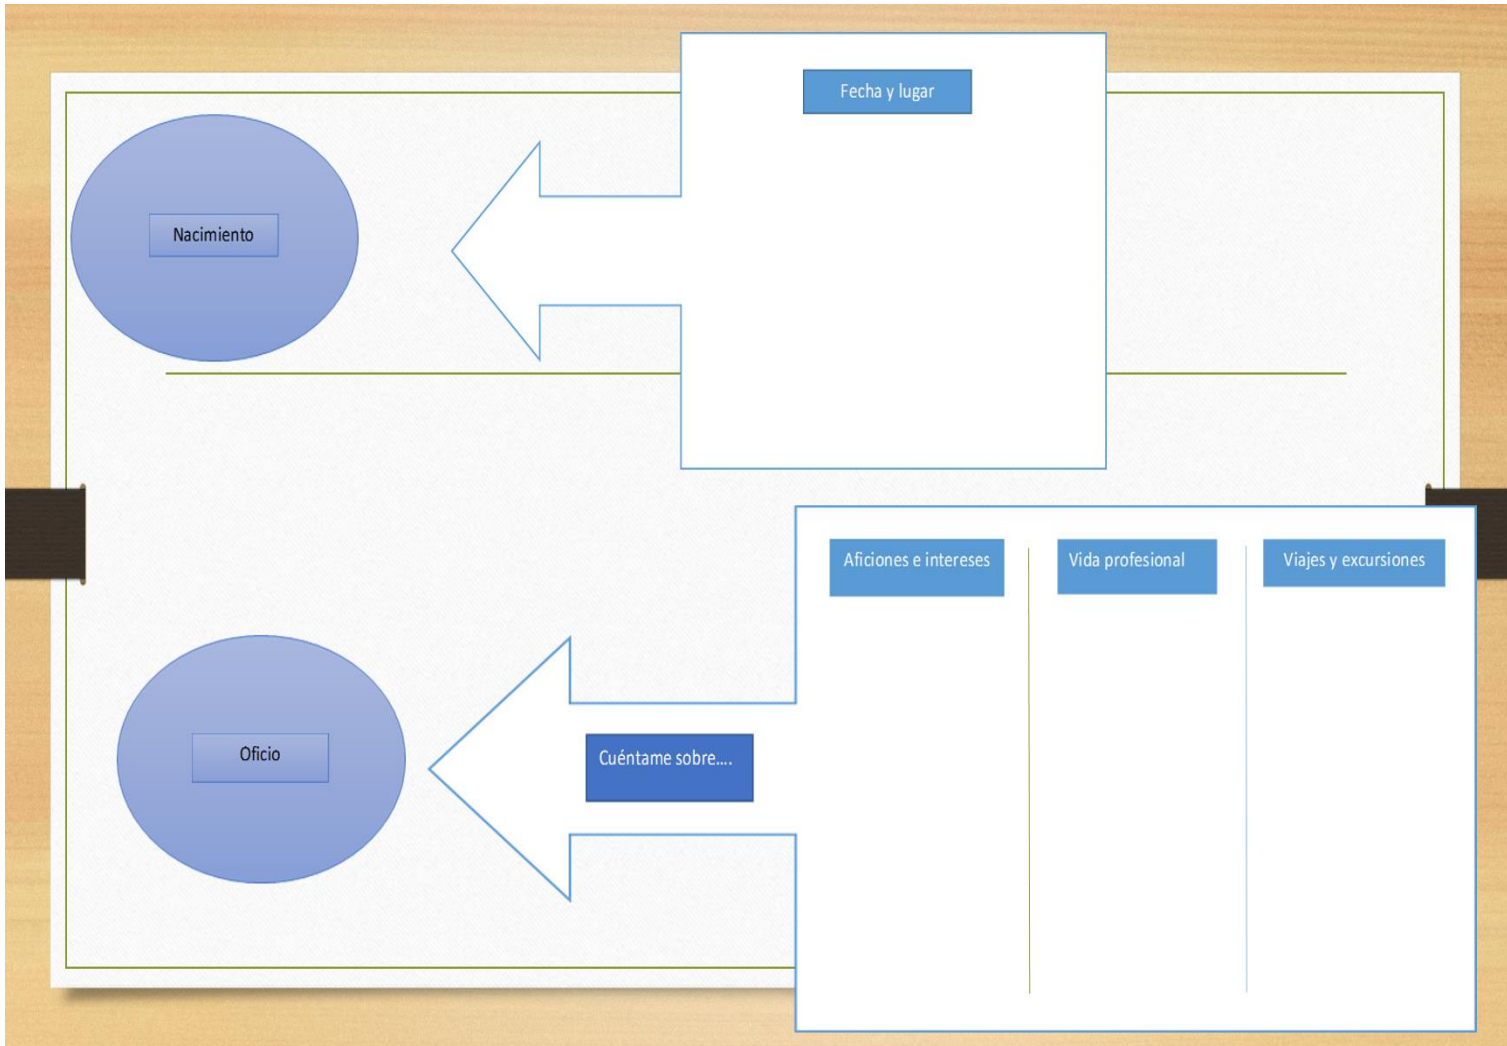 Fecha y lugar
Nacimiento
Aficiones e intereses
Vida profesional
Viajes y excursiones
Cuéntame sobre....
Oficio